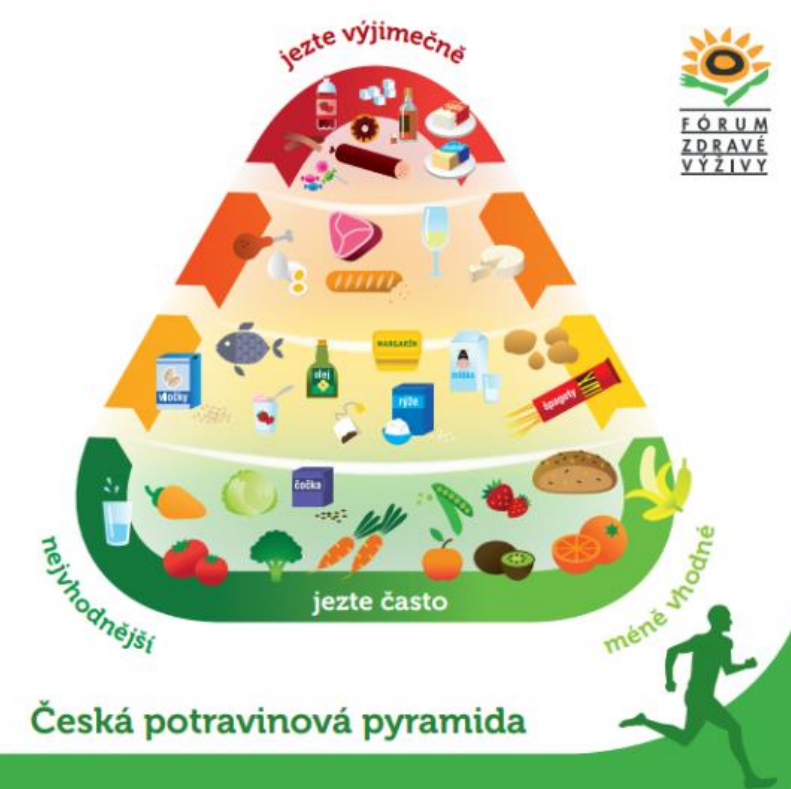 jezte výjimečně
FÓRUM
ZDRAVÉ
VÝŽIVY
MARGARÍN
olej
mléko
vločky
rýže
špagety
čočka
nejvhodnější
jezte často
méně vhodné
Česká potravinová pyramida